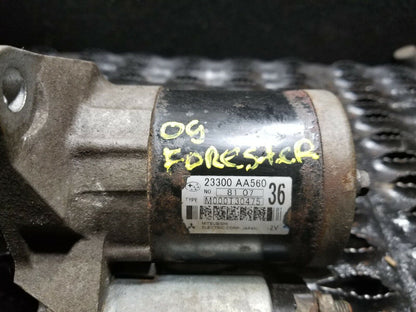 09
FORESTER
23300 AA560
NO 81 07
36
TYPE M000T30475
MITSUBISHI
ELECTRIC CORP. JAPAN 12V